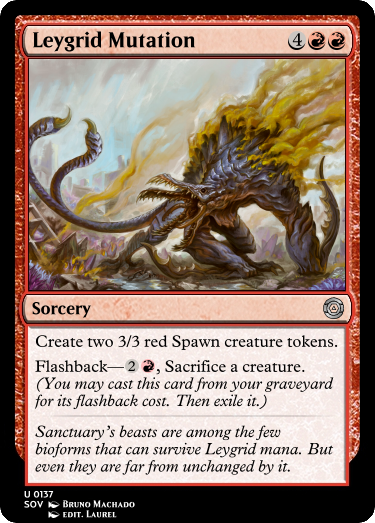 Leygrid Mutation 4
Sorcery
Create two 3/3 red Spawn creature tokens.
Flashback—2, Sacrifice a creature.
(You may cast this card from your graveyard
for its flashback cost. Then exile it.)
Sanctuary's beasts are among the few
bioforms that can survive Leygrid mana. But
even they are far from unchanged by it.
U 0137
SOV Bruno Machado
edit. Laurel